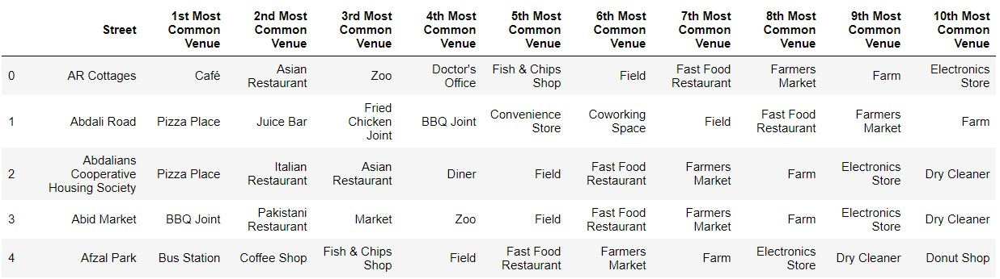 Street 1st Most Common Venue 2nd Most Common Venue 3rd Most Common Venue 4th Most Common Venue 5th Most Common Venue 6th Most Common Venue 7th Most Common Venue 8th Most Common Venue 9th Most Common Venue 10th Most Common Venue
0 AR Cottages Café Asian Restaurant Zoo Doctor's Office Fish & Chips Shop Field Fast Food Restaurant Farmers Market Farm Electronics Store
1 Abdali Road Pizza Place Juice Bar Fried Chicken Joint BBQ Joint Convenience Store Coworking Space Field Fast Food Restaurant Farmers Market Farm
2 Abdalians Cooperative Housing Society Pizza Place Italian Restaurant Asian Restaurant Diner Field Fast Food Restaurant Farmers Market Farm Electronics Store Dry Cleaner
3 Abid Market BBQ Joint Pakistani Restaurant Market Zoo Field Fast Food Restaurant Farmers Market Farm Electronics Store Dry Cleaner
4 Afzal Park Bus Station Coffee Shop Fish & Chips Shop Field Fast Food Restaurant Farmers Market Farm Electronics Store Dry Cleaner Donut Shop